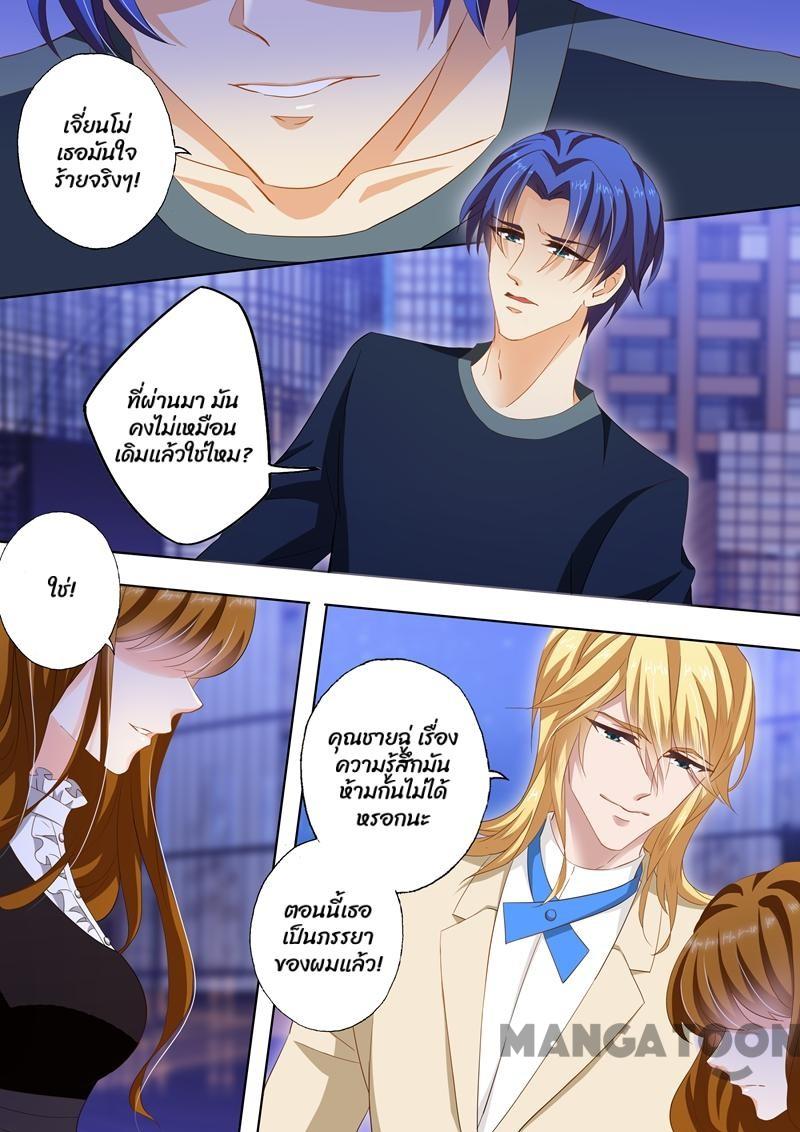 เจี่ยนโม่
เธอมันใจ
ร้ายจริงๆ!
ที่ผ่านมา มัน
คงไม่เหมือน
เดิมแล้วใช่ไหม?
ใช่!
คุณชายฉู่ เรื่อง
ความรู้สึกมัน
ห้ามกันไม่ได้
หรอกนะ
ตอนนี้เธอ
เป็นภรรยา
ของผมแล้ว!
MANGA TOON